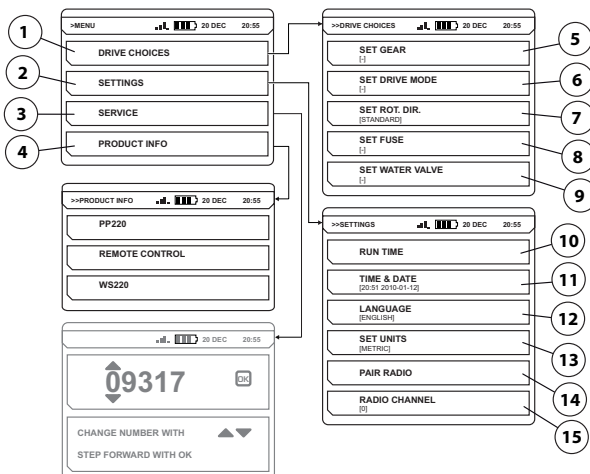 >MENU 20 DEC 20:55
1 DRIVE CHOICES
2 SETTINGS
3 SERVICE
4 PRODUCT INFO
>>PRODUCT INFO 20 DEC 20:55
PP220
REMOTE CONTROL
WS220
20 DEC 20:55
09317 OK
CHANGE NUMBER WITH
STEP FORWARD WITH OK
>>DRIVE CHOICES 20 DEC 20:55
SET GEAR 5
[-]
SET DRIVE MODE 6
[-]
SET ROT. DIR. 7
[STANDARD]
SET FUSE 8
[-]
SET WATER VALVE 9
[-]
>>SETTINGS 20 DEC 20:55
RUN TIME 10
TIME & DATE 11
[20:51 2010-01-12]
LANGUAGE 12
[ENGLISH]
SET UNITS 13
[METRIC]
PAIR RADIO 14
RADIO CHANNEL 15
[0]